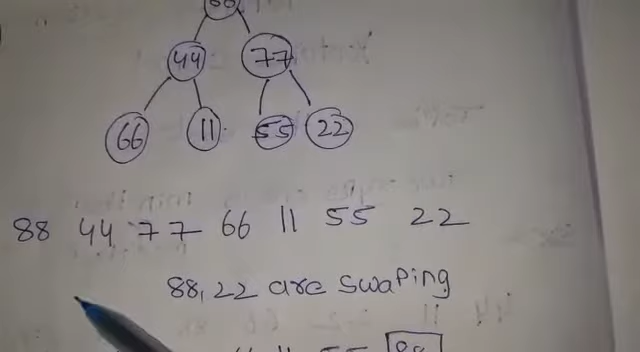 44 77
66 11 55 22
88 44 77 66 11 55 22
88, 22 are swaping